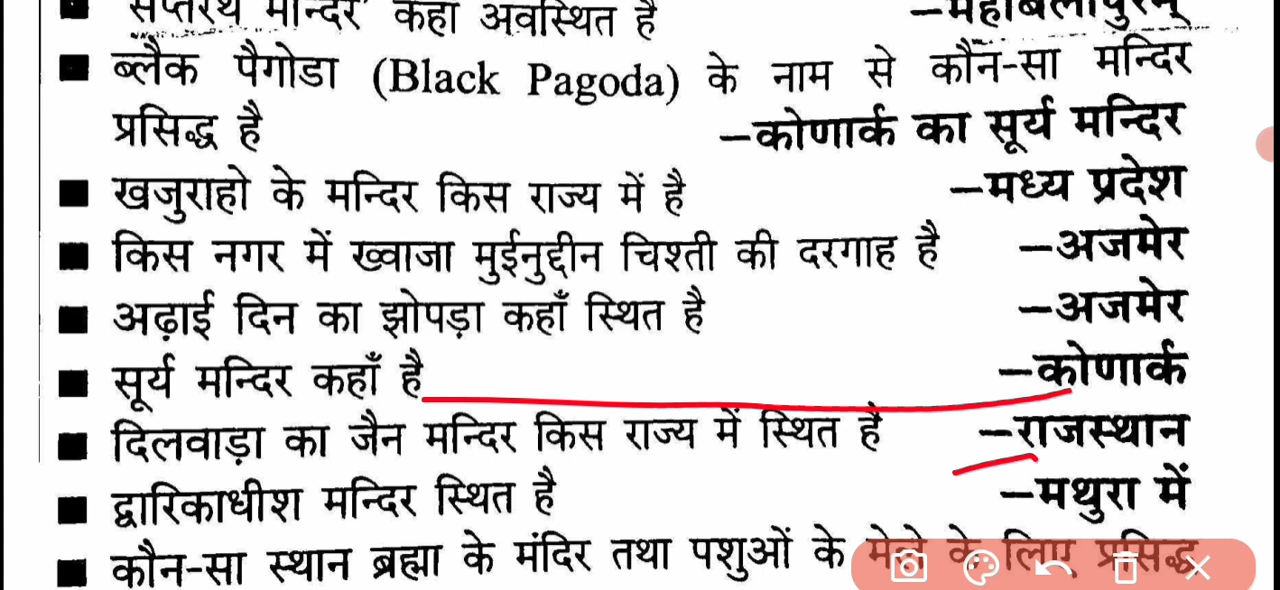 सप्तरथ मन्दिर कहाँ अवस्थित है –महाबलीपुरम्
■ ब्लैक पैगोडा (Black Pagoda) के नाम से कौन-सा मन्दिर
प्रसिद्ध है –कोणार्क का सूर्य मन्दिर
■ खजुराहो के मन्दिर किस राज्य में है –मध्य प्रदेश
■ किस नगर में ख्वाजा मुईनुद्दीन चिश्ती की दरगाह है –अजमेर
■ अढ़ाई दिन का झोपड़ा कहाँ स्थित है –अजमेर
■ सूर्य मन्दिर कहाँ है –कोणार्क
■ दिलवाड़ा का जैन मन्दिर किस राज्य में स्थित है –राजस्थान
■ द्वारिकाधीश मन्दिर स्थित है –मथुरा में
■ कौन-सा स्थान ब्रह्मा के मंदिर तथा पशुओं के मेले के लिए प्रसिद्ध